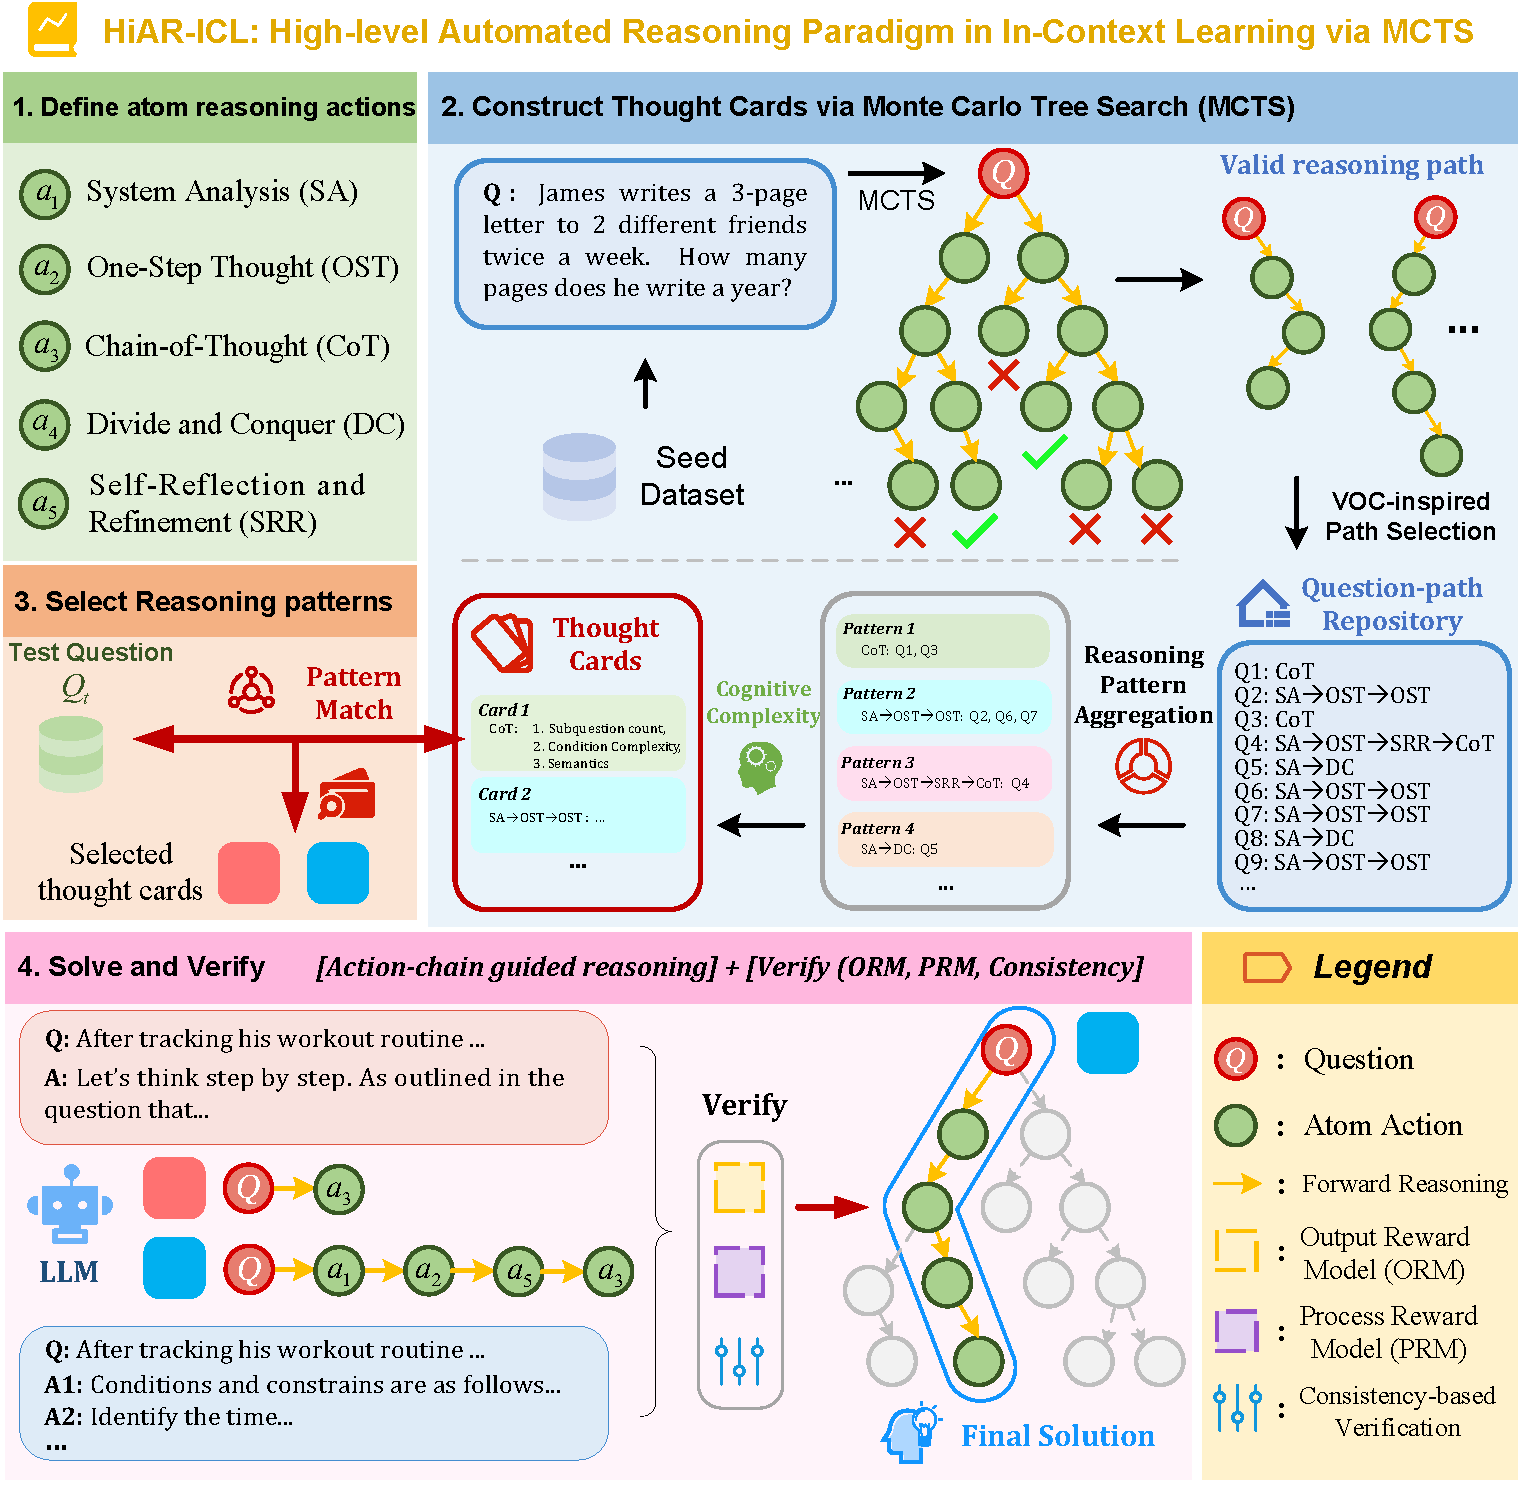 HiAR-ICL: High-level Automated Reasoning Paradigm in In-Context Learning via MCTS
1. Define atom reasoning actions
a1 System Analysis (SA)
a2 One-Step Thought (OST)
a3 Chain-of-Thought (CoT)
a4 Divide and Conquer (DC)
a5 Self-Reflection and
Refinement (SRR)
2. Construct Thought Cards via Monte Carlo Tree Search (MCTS)
Q : James writes a 3-page
letter to 2 different friends
twice a week. How many
pages does he write a year?
MCTS
Q
Valid reasoning path
Q
Q
...
Seed
Dataset
...
VOC-inspired
Path Selection
Question-path
Repository
Q1: CoT
Q2: SA→OST→OST
Q3: CoT
Q4: SA→OST→SRR→CoT
Q5: SA→DC
Q6: SA→OST→OST
Q7: SA→OST→OST
Q8: SA→DC
Q9: SA→OST→OST
...
Reasoning
Pattern
Aggregation
Pattern 1
CoT: Q1, Q3
Pattern 2
SA→OST→OST: Q2, Q6, Q7
Pattern 3
SA→OST→SRR→CoT: Q4
Pattern 4
SA→DC: Q5
...
Cognitive
Complexity
Thought
Cards
Card 1
CoT: 1. Subquestion count,
2. Condition Complexity,
3. Semantics
Card 2
SA→OST→OST: ...
...
3. Select Reasoning patterns
Test Question
Qt
Pattern
Match
Selected
thought cards
4. Solve and Verify [Action-chain guided reasoning] + [Verify (ORM, PRM, Consistency]
Q: After tracking his workout routine ...
A: Let's think step by step. As outlined in the
question that...
LLM
Q a3
Q a1 a2 a5 a3
Q: After tracking his workout routine ...
A1: Conditions and constrains are as follows...
A2: Identify the time...
...
Verify
Q
Final Solution
Legend
Q : Question
: Atom Action
: Forward Reasoning
: Output Reward
Model (ORM)
: Process Reward
Model (PRM)
: Consistency-based
Verification